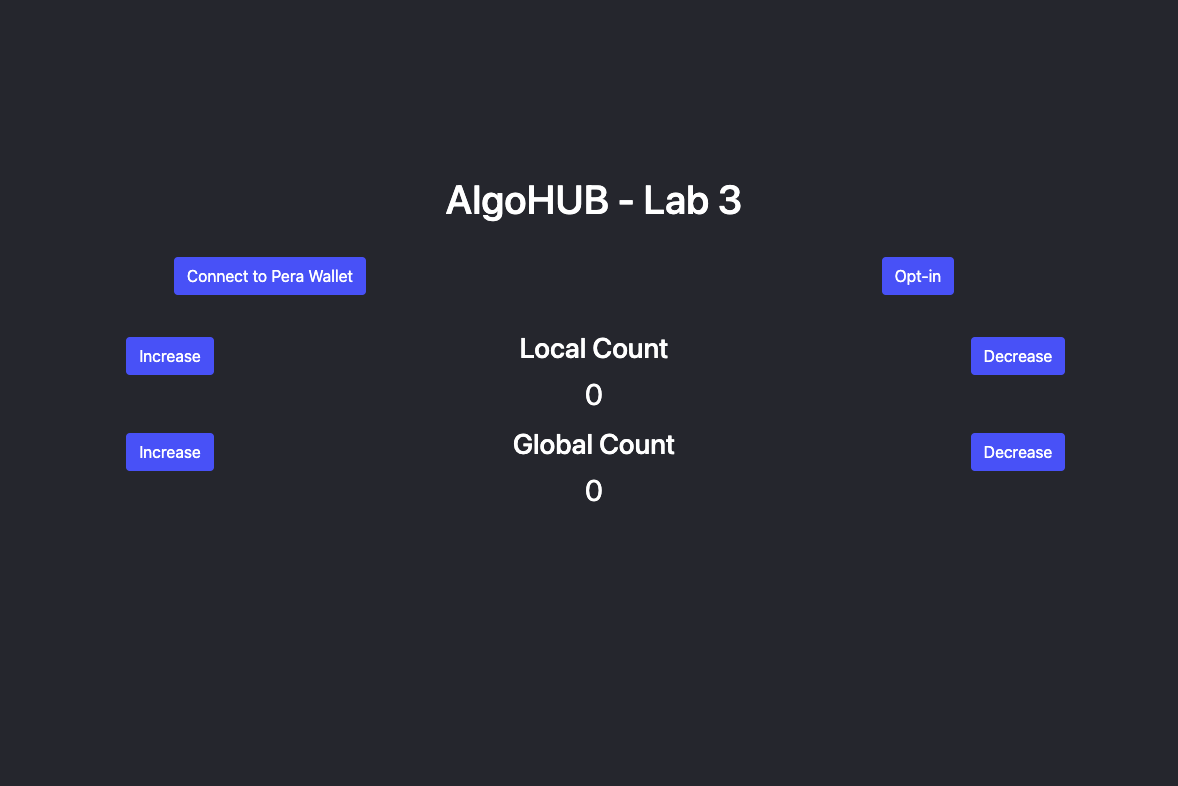 AlgoHUB - Lab 3
Connect to Pera Wallet
Opt-in
Increase
Local Count
Decrease
0
Increase
Global Count
Decrease
0